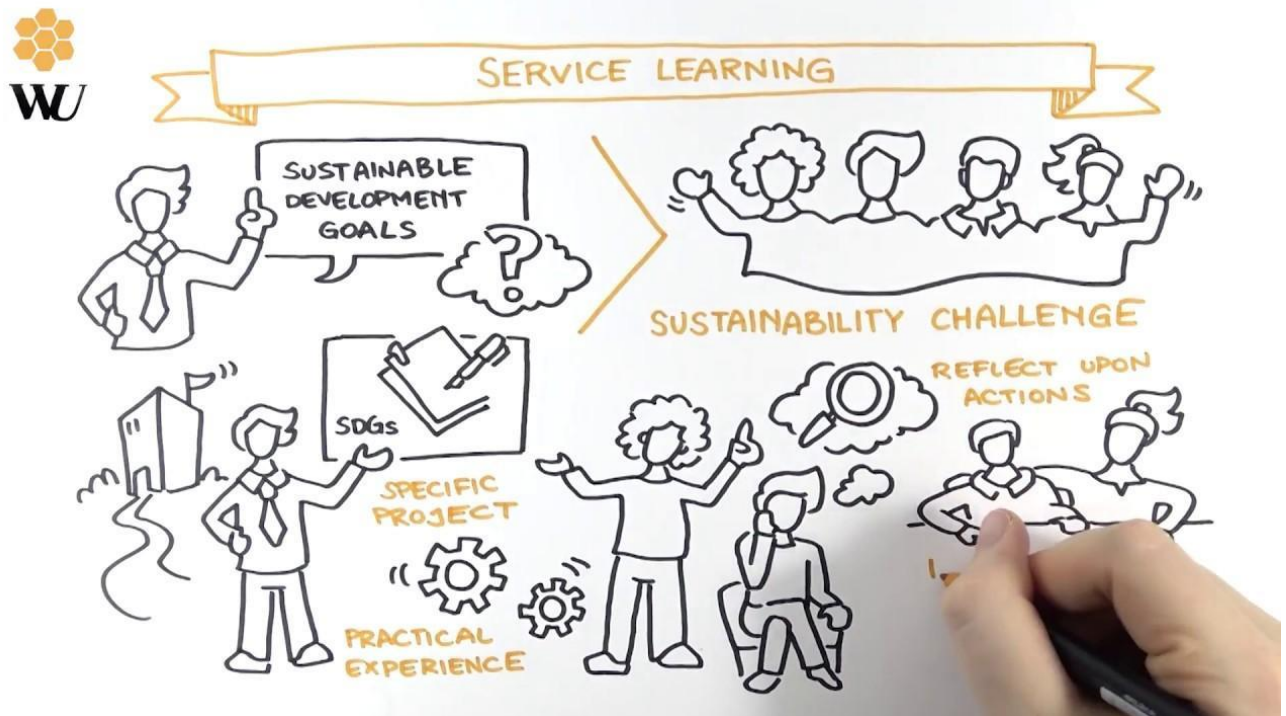 WU
SERVICE LEARNING
SUSTAINABLE
DEVELOPMENT
GOALS
?
SUSTAINABILITY CHALLENGE
REFLECT UPON
ACTIONS
SDGs
SPECIFIC
PROJECT
PRACTICAL
EXPERIENCE